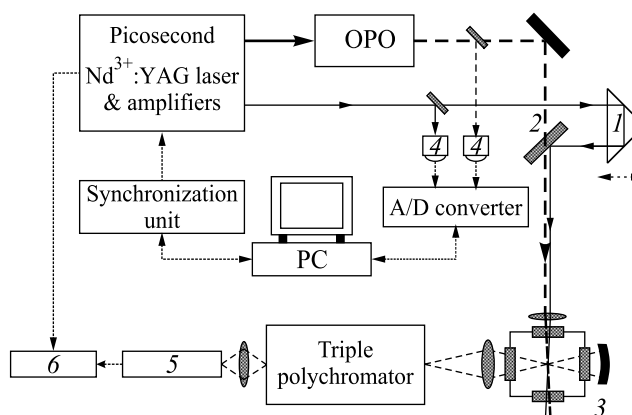 Picosecond
Nd3+:YAG laser
& amplifiers
OPO
1
2
4 4
Synchronization
unit
A/D converter
PC
Triple
polychromator
6
5
3